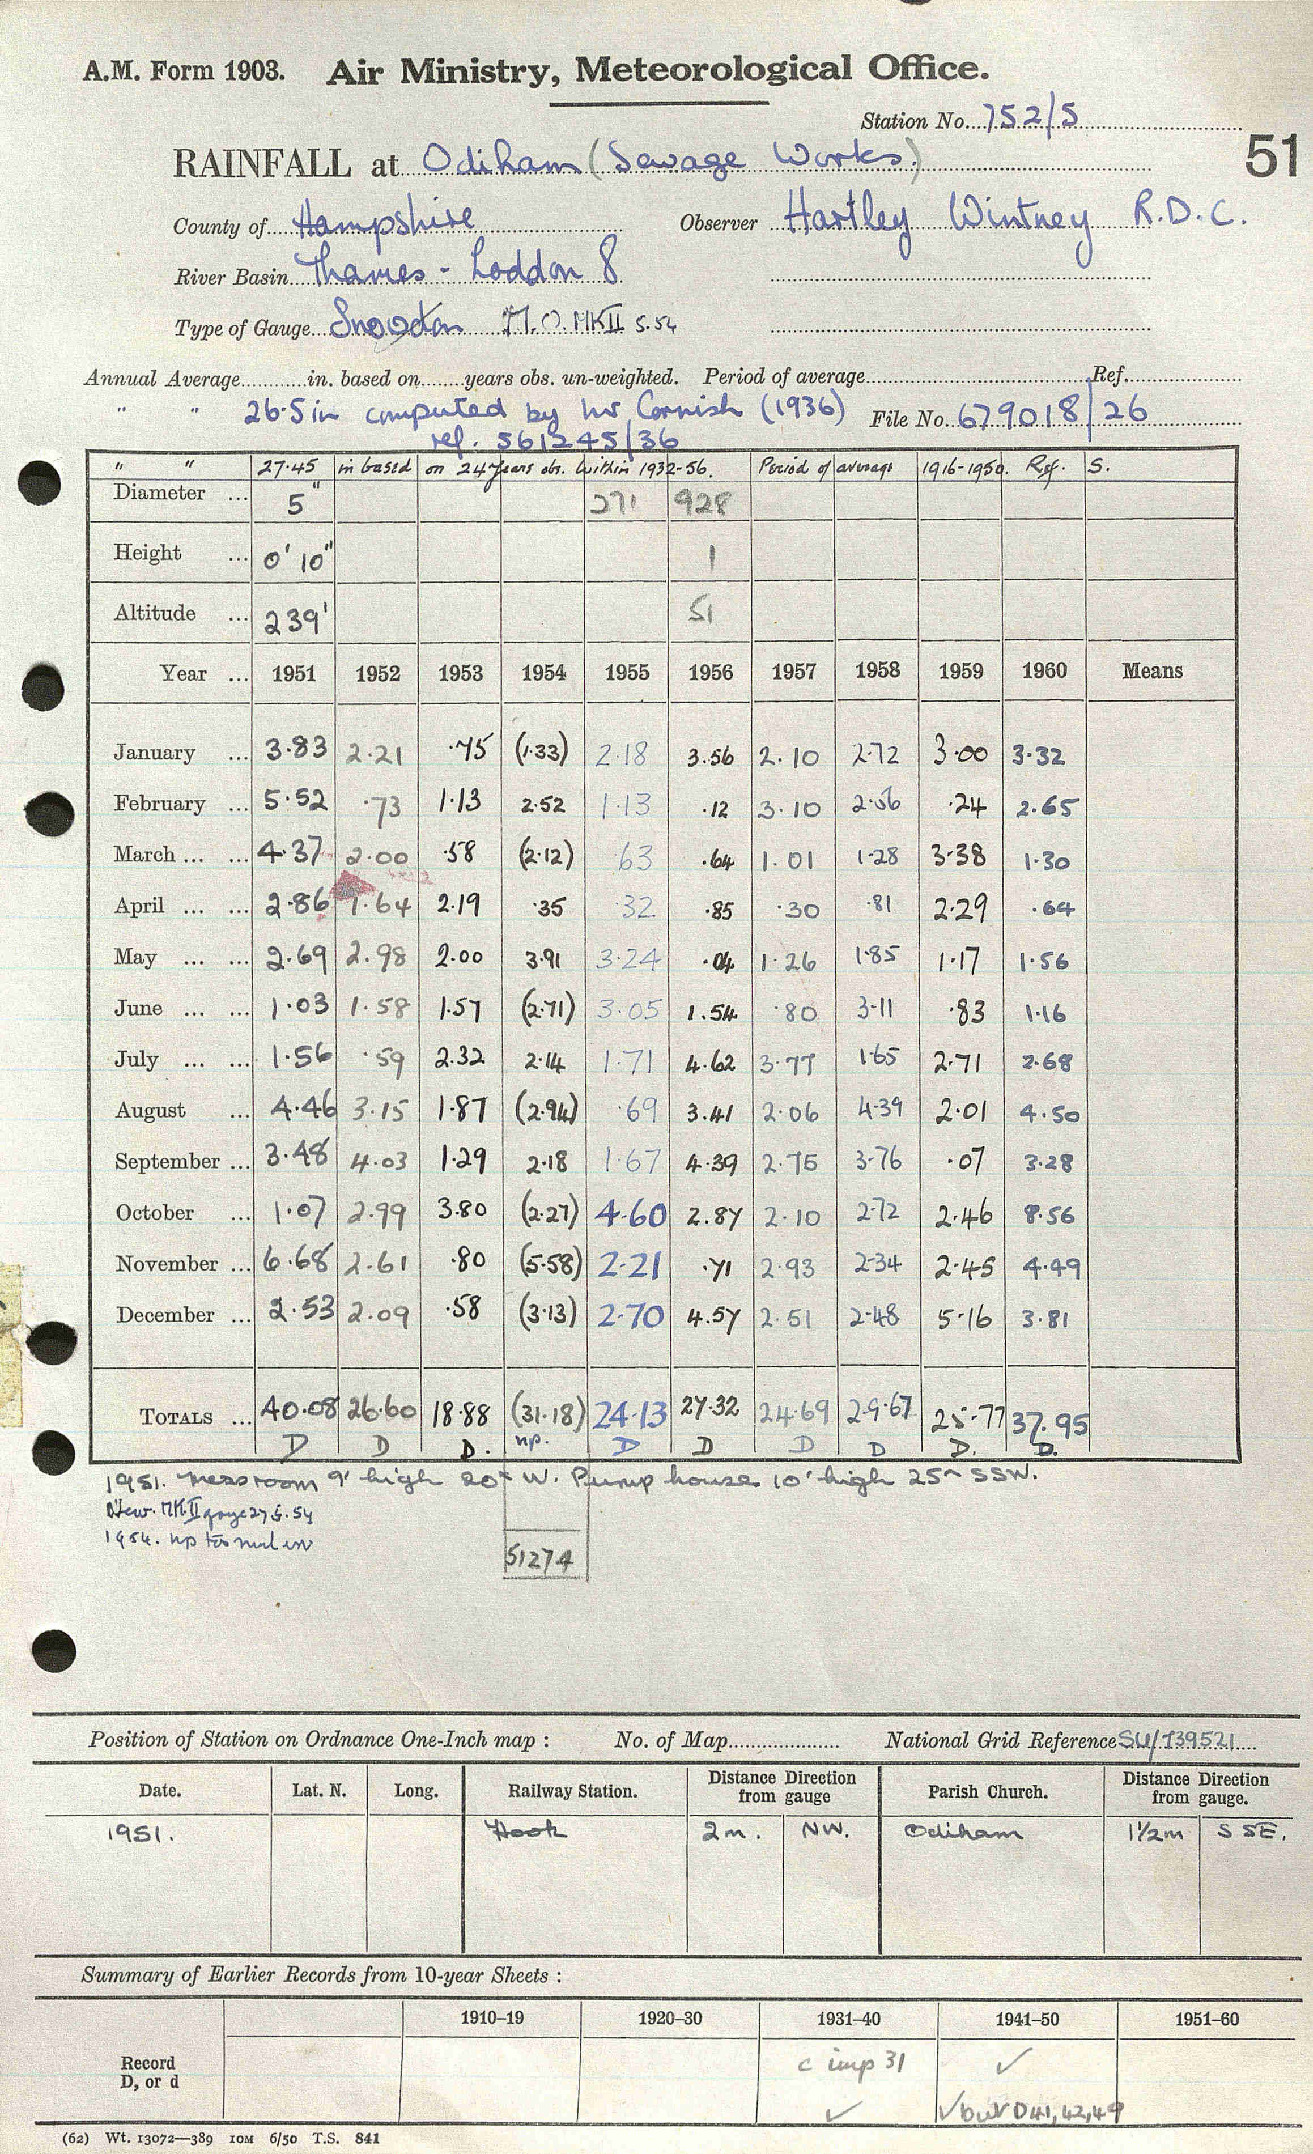 A.M. Form 1903. Air Ministry, Meteorological Office.
Station No. 752/5
51
RAINFALL at Odiham (Sewage Works.)
County of Hampshire Observer Hartley Wintney R.D.C.
River Basin Thames - Loddon 8
Type of Gauge Snowdon M.O. MKII 5.54
Annual Average in. based on years obs. un-weighted. Period of average Ref.
" " 26.5 in computed by Mr Cornish (1936) File No. 679018/26
ref. 561245/36
" " 27.45 in based on 24 years obs. within 1932-56. Period of average 1916-1950. Ref. S.
Diameter ... 5" 271 928
Height ... 0' 10" 1
Altitude ... 239' 51
Year ... 1951 1952 1953 1954 1955 1956 1957 1958 1959 1960 Means
January ... 3.83 2.21 .75 (1.33) 2.18 3.56 2.10 2.72 3.00 3.32
February ... 5.52 .73 1.13 2.52 1.13 .12 3.10 2.56 .24 2.65
March ... ... 4.37 2.00 .58 (2.12) .63 .64 1.01 1.28 3.38 1.30
April ... ... 2.86 1.64 2.19 .35 .32 .85 .30 .81 2.29 .64
May ... ... 2.69 2.98 2.00 3.91 3.24 .04 1.26 1.85 1.17 1.56
June ... ... 1.03 1.58 1.57 (2.71) 3.05 1.54 .80 3.11 .83 1.16
July ... ... 1.56 .59 2.32 2.14 1.71 4.62 3.77 1.65 2.71 2.68
August ... 4.46 3.15 1.87 (2.94) .69 3.41 2.06 4.39 2.01 4.50
September ... 3.48 4.03 1.29 2.18 1.67 4.39 2.75 3.76 .07 3.28
October ... 1.07 2.99 3.80 (2.27) 4.60 2.87 2.10 2.72 2.46 8.56
November ... 6.68 2.61 .80 (5.58) 2.21 .71 2.93 2.34 2.45 4.49
December ... 2.53 2.09 .58 (3.13) 2.70 4.57 2.51 2.48 5.16 3.81
TOTALS ... 40.08 26.60 18.88 (31.18) 24.13 27.32 24.69 29.67 25.77 37.95
D D D. np. D D D D D. D.
1951. Messroom 9' high 20ft W. Pump house 10' high 25ft SSW.
New MKII gauge 27.5.54
1954. np too
51274
Position of Station on Ordnance One-Inch map : No. of Map National Grid Reference SU/739521
Date. Lat. N. Long. Railway Station. Distance from gauge Direction Parish Church. Distance from gauge. Direction
1951. Hook 2m. NW. Odiham 1½m SSE.
Summary of Earlier Records from 10-year Sheets :
1910–19 1920–30 1931–40 1941–50 1951–60
Record D, or d c imp 31 ✓
✓ ✓ but D 41, 42, 49
(62) Wt. 13072—389 10M 6/50 T.S. 841